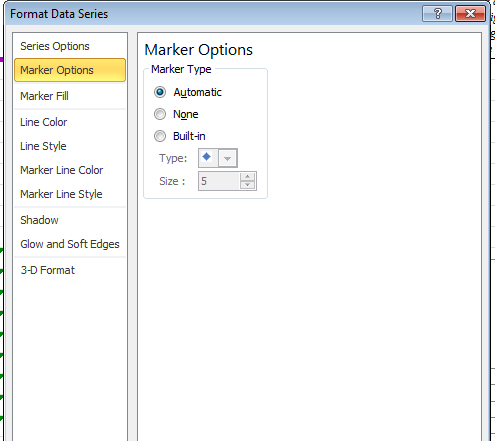 Format Data Series
Series Options
Marker Options
Marker Fill
Line Color
Line Style
Marker Line Color
Marker Line Style
Shadow
Glow and Soft Edges
3-D Format
Marker Options
Marker Type
Automatic
None
Built-in
Type:
Size :
5